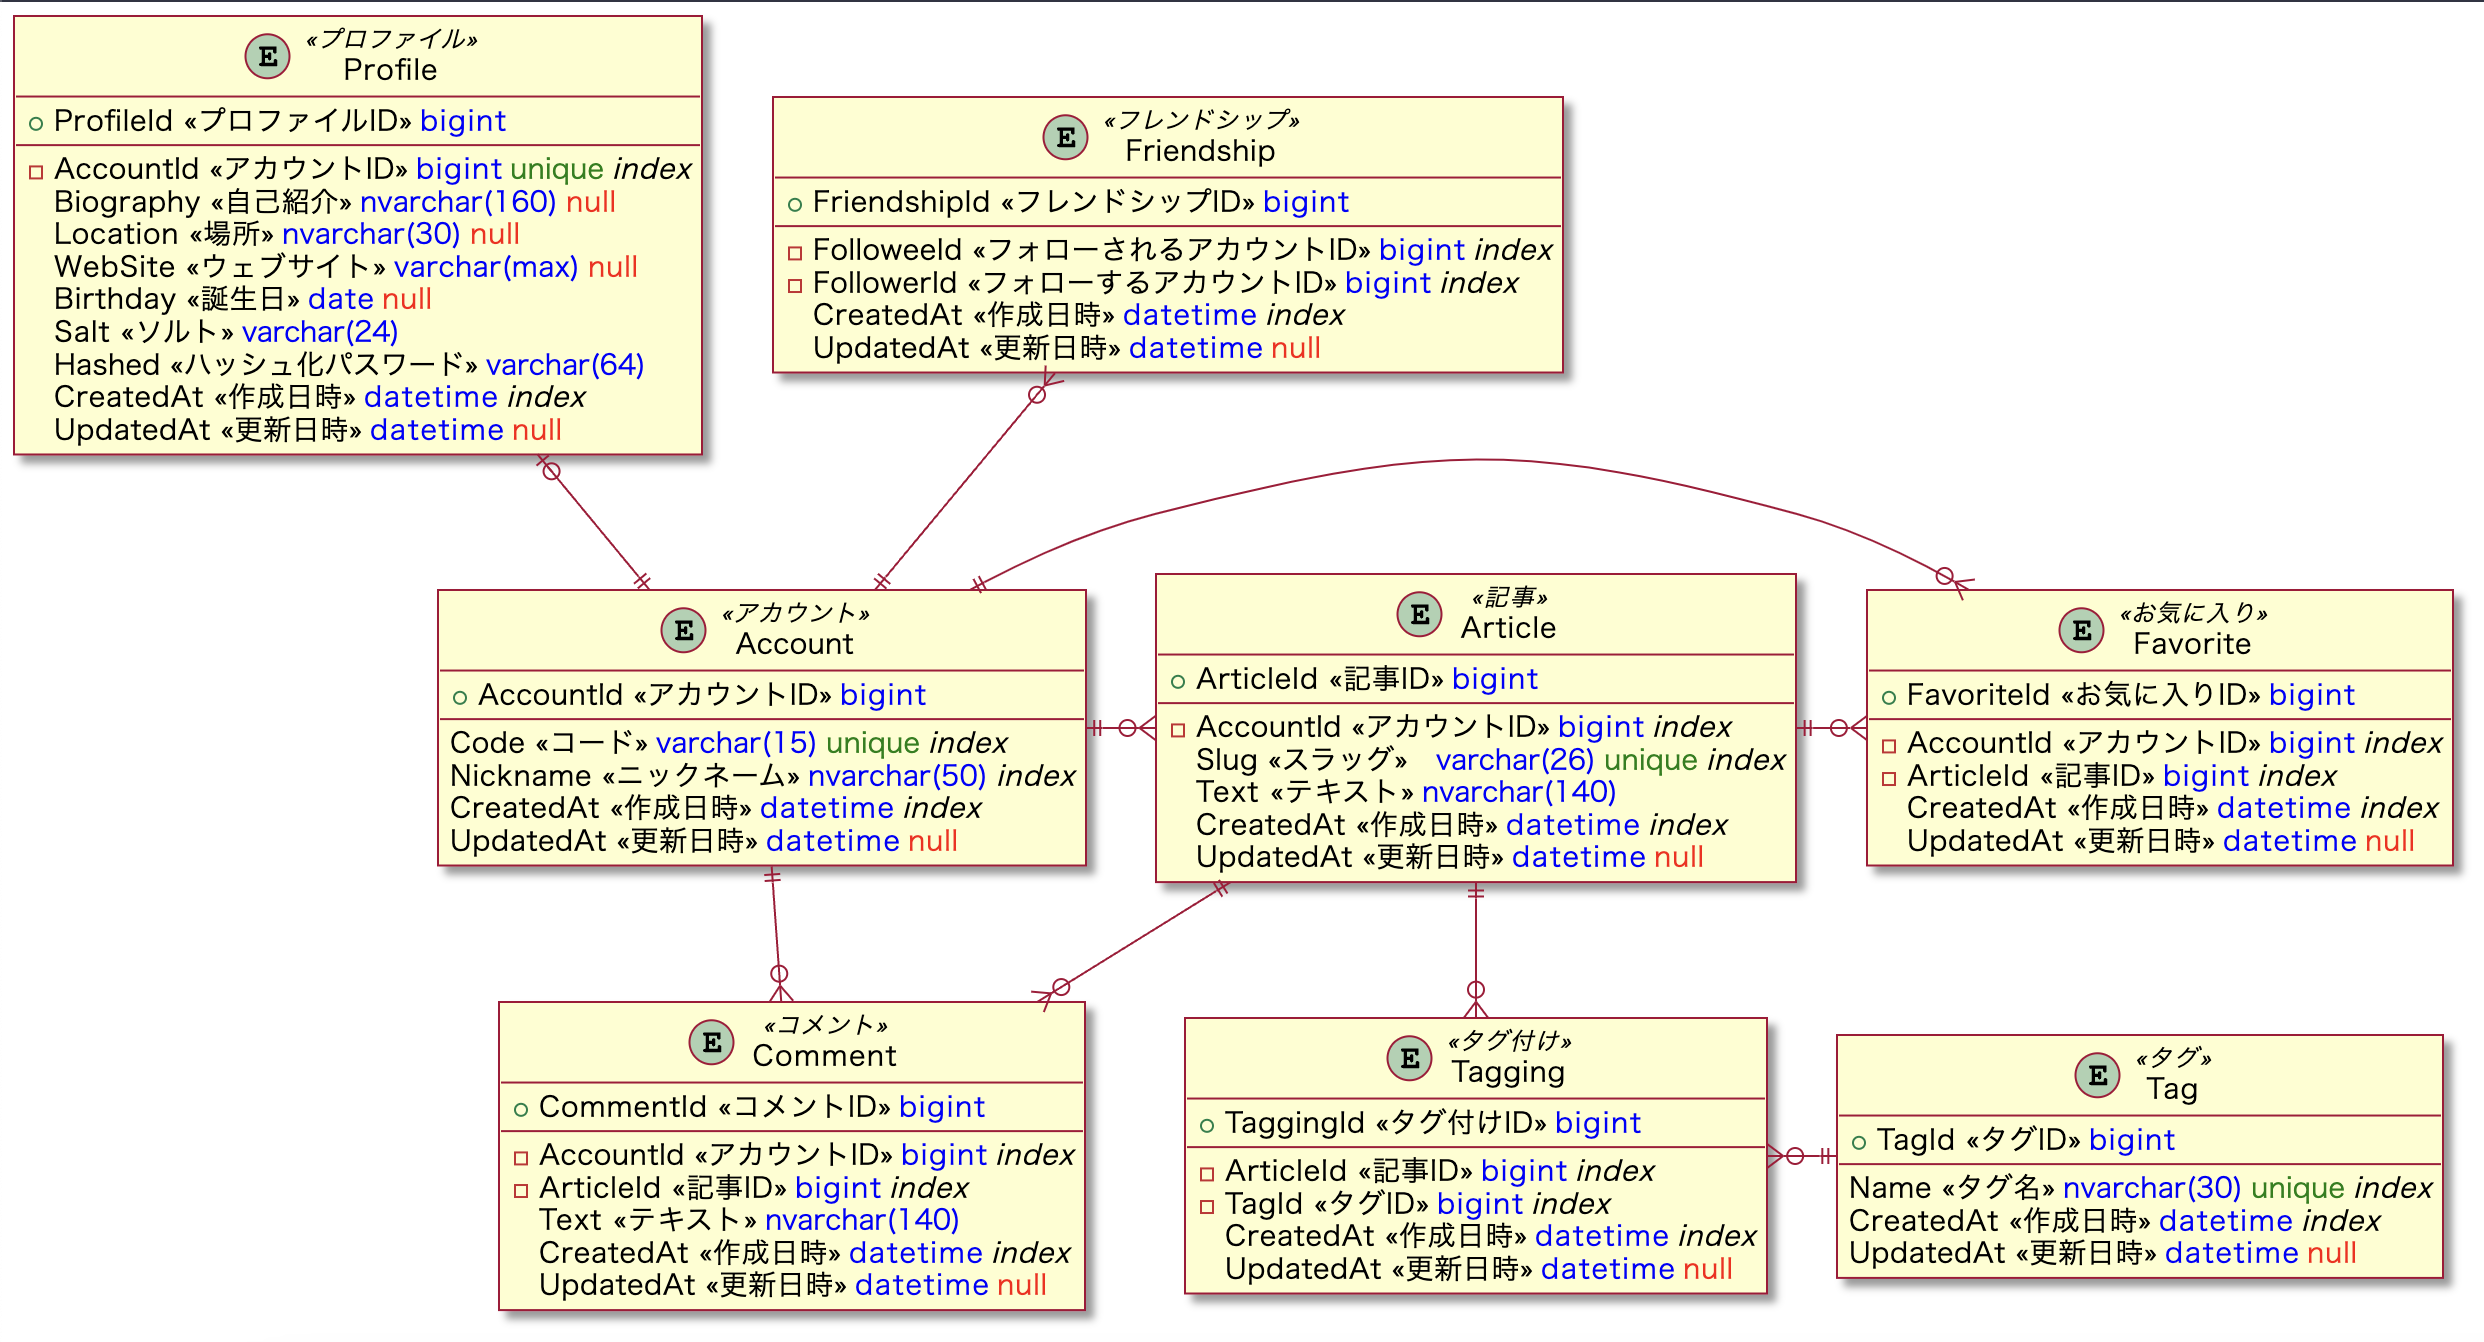 E
«プロファイル»
Profile
ProfileId «プロファイルID» bigint
AccountId «アカウントID» bigint unique index
Biography «自己紹介» nvarchar(160) null
Location «場所» nvarchar(30) null
WebSite «ウェブサイト» varchar(max) null
Birthday «誕生日» date null
Salt «ソルト» varchar(24)
Hashed «ハッシュ化パスワード» varchar(64)
CreatedAt «作成日時» datetime index
UpdatedAt «更新日時» datetime null
E
«フレンドシップ»
Friendship
FriendshipId «フレンドシップID» bigint
FolloweeId «フォローされるアカウントID» bigint index
FollowerId «フォローするアカウントID» bigint index
CreatedAt «作成日時» datetime index
UpdatedAt «更新日時» datetime null
E
«アカウント»
Account
AccountId «アカウントID» bigint
Code «コード» varchar(15) unique index
Nickname «ニックネーム» nvarchar(50) index
CreatedAt «作成日時» datetime index
UpdatedAt «更新日時» datetime null
E
«記事»
Article
ArticleId «記事ID» bigint
AccountId «アカウントID» bigint index
Slug «スラッグ» varchar(26) unique index
Text «テキスト» nvarchar(140)
CreatedAt «作成日時» datetime index
UpdatedAt «更新日時» datetime null
E
«お気に入り»
Favorite
FavoriteId «お気に入りID» bigint
AccountId «アカウントID» bigint index
ArticleId «記事ID» bigint index
CreatedAt «作成日時» datetime index
UpdatedAt «更新日時» datetime null
E
«コメント»
Comment
CommentId «コメントID» bigint
AccountId «アカウントID» bigint index
ArticleId «記事ID» bigint index
Text «テキスト» nvarchar(140)
CreatedAt «作成日時» datetime index
UpdatedAt «更新日時» datetime null
E
«タグ付け»
Tagging
TaggingId «タグ付けID» bigint
ArticleId «記事ID» bigint index
TagId «タグID» bigint index
CreatedAt «作成日時» datetime index
UpdatedAt «更新日時» datetime null
E
«タグ»
Tag
TagId «タグID» bigint
Name «タグ名» nvarchar(30) unique index
CreatedAt «作成日時» datetime index
UpdatedAt «更新日時» datetime null